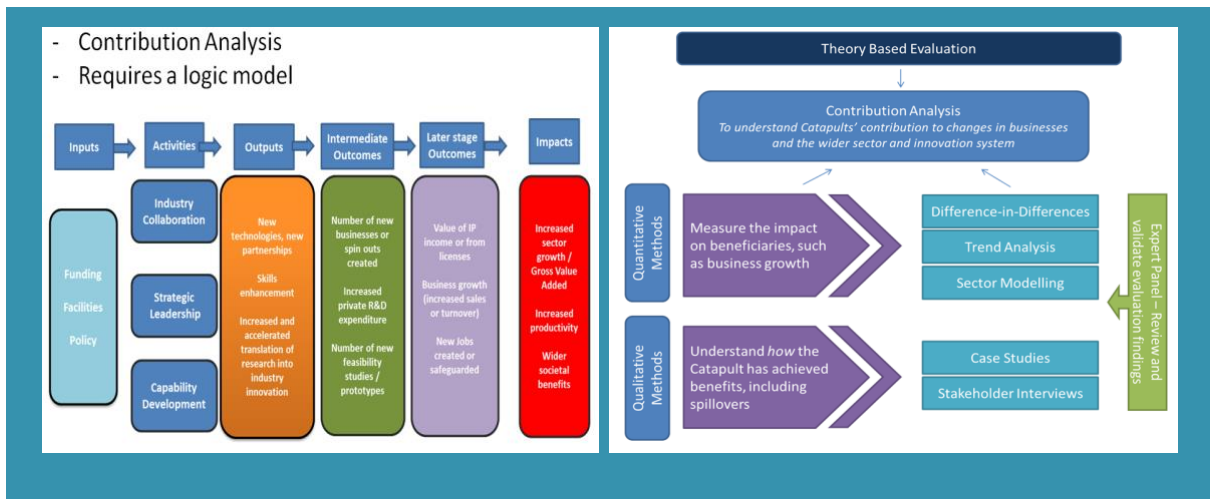 - Contribution Analysis
- Requires a logic model
Inputs
Activities
Outputs
Intermediate
Outcomes
Later stage
Outcomes
Impacts
Funding
Facilities
Policy
Industry
Collaboration
Strategic
Leadership
Capability
Development
New
technologies, new
partnerships
Skills
enhancement
Increased and
accelerated
translation of
research into
industry
innovation
Number of new
businesses or
spin outs
created
Increased
private R&D
expenditure
Number of new
feasibility
studies /
prototypes
Value of IP
income or from
licenses
Business growth
(increased sales
or turnover)
New Jobs
created or
safeguarded
Increased
sector
growth /
Gross Value
Added
Increased
productivity
Wider
societal
benefits
Theory Based Evaluation
Contribution Analysis
To understand Catapults' contribution to changes in businesses
and the wider sector and innovation system
Quantitative
Methods
Measure the impact
on beneficiaries, such
as business growth
Difference-in-Differences
Trend Analysis
Sector Modelling
Qualitative
Methods
Understand how the
Catapult has achieved
benefits, including
spillovers
Case Studies
Stakeholder Interviews
Expert Panel – Review and
validate evaluation findings